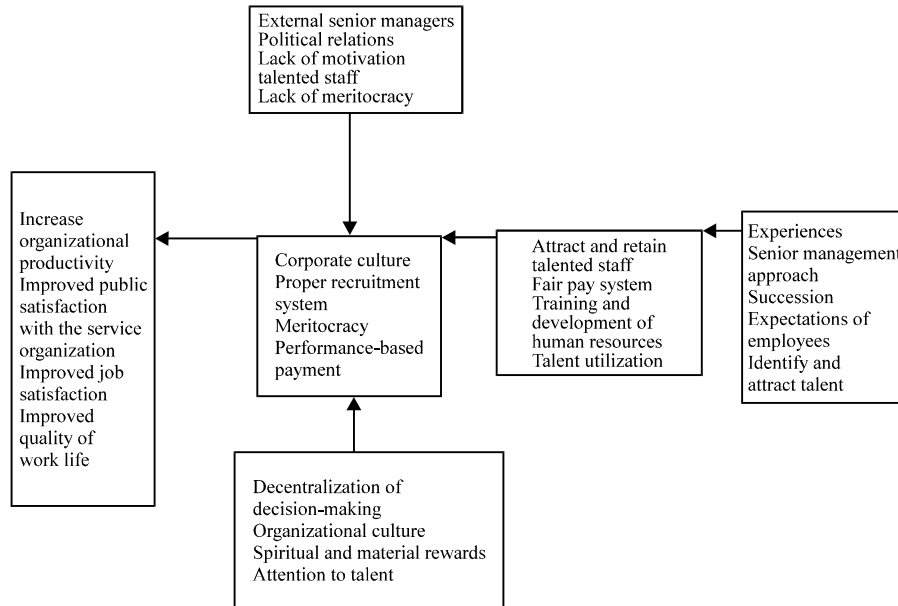 External senior managers
Political relations
Lack of motivation
talented staff
Lack of meritocracy
Increase
organizational
productivity
Improved public
satisfaction
with the service
organization
Improved job
satisfaction
Improved
quality of
work life
Corporate culture
Proper recruitment
system
Meritocracy
Performance-based
payment
Attract and retain
talented staff
Fair pay system
Training and
development of
human resources
Talent utilization
Experiences
Senior management
approach
Succession
Expectations of
employees
Identify and
attract talent
Decentralization of
decision-making
Organizational culture
Spiritual and material rewards
Attention to talent